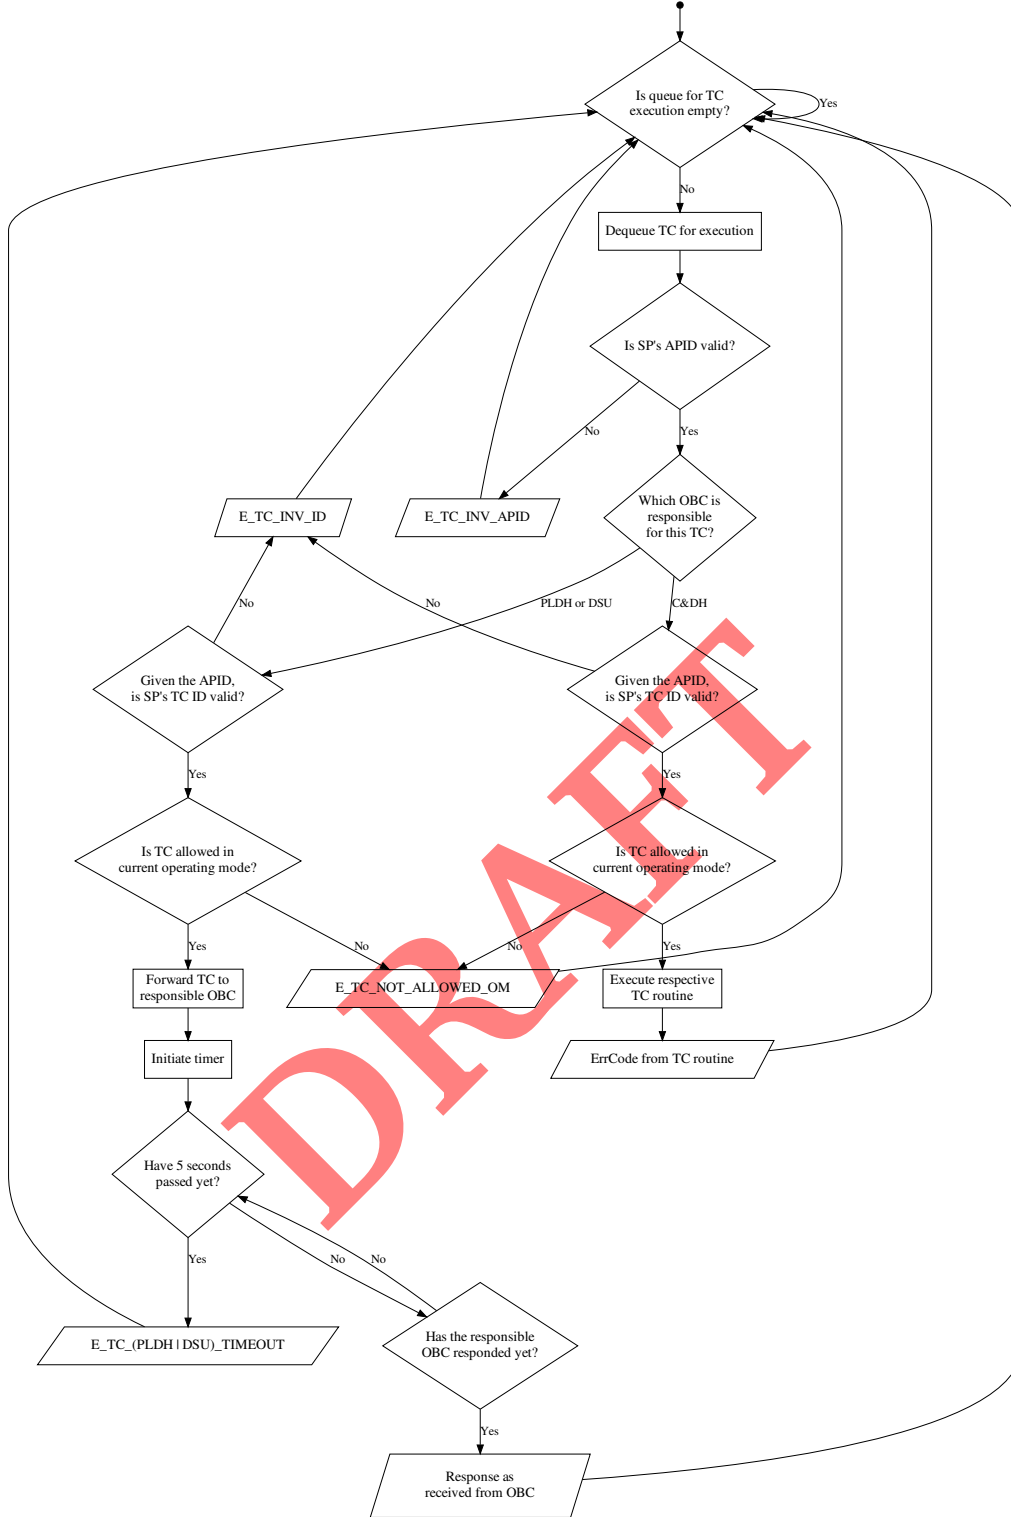 Is queue for TC
execution empty?
Yes
No
Dequeue TC for execution
Is SP's APID valid?
No
Yes
E_TC_INV_ID
E_TC_INV_APID
Which OBC is
responsible
for this TC?
No
No
PLDH or DSU
C&DH
Given the APID,
is SP's TC ID valid?
Given the APID,
is SP's TC ID valid?
Yes
Yes
Is TC allowed in
current operating mode?
Is TC allowed in
current operating mode?
Yes
No
No
Yes
Forward TC to
responsible OBC
E_TC_NOT_ALLOWED_OM
Execute respective
TC routine
Initiate timer
ErrCode from TC routine
DRAFT
Have 5 seconds
passed yet?
Yes
No
No
E_TC_(PLDH | DSU)_TIMEOUT
Has the responsible
OBC responded yet?
Yes
Response as
received from OBC